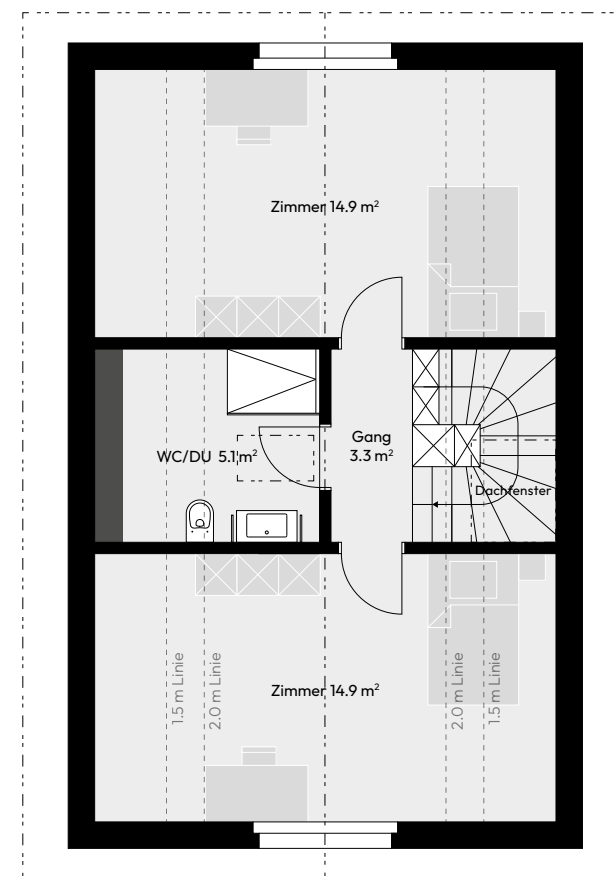 Zimmer 14.9 m²
Gang
3.3 m²
WC/DU 5.1 m²
Dachfenster
1.5 m Linie
2.0 m Linie
Zimmer 14.9 m²
2.0 m Linie
1.5 m Linie